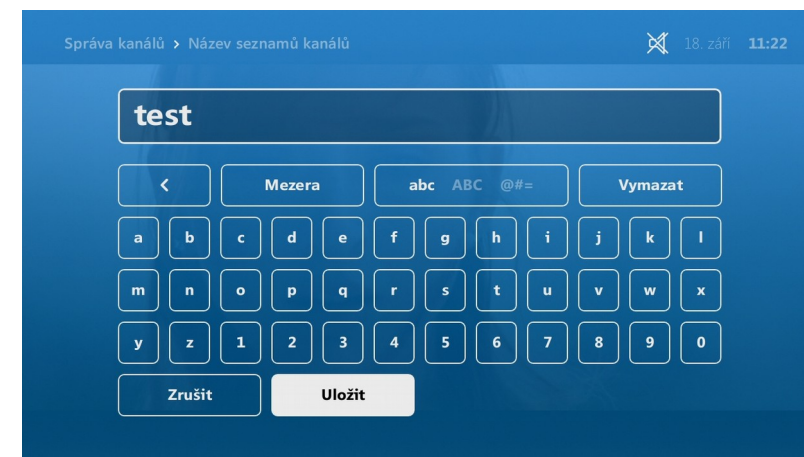 Správa kanálů > Název seznamů kanálů 18. září 11:22
test
< Mezera abc ABC @#= Vymazat
a b c d e f g h i j k l
m n o p q r s t u v w x
y z 1 2 3 4 5 6 7 8 9 0
Zrušit Uložit